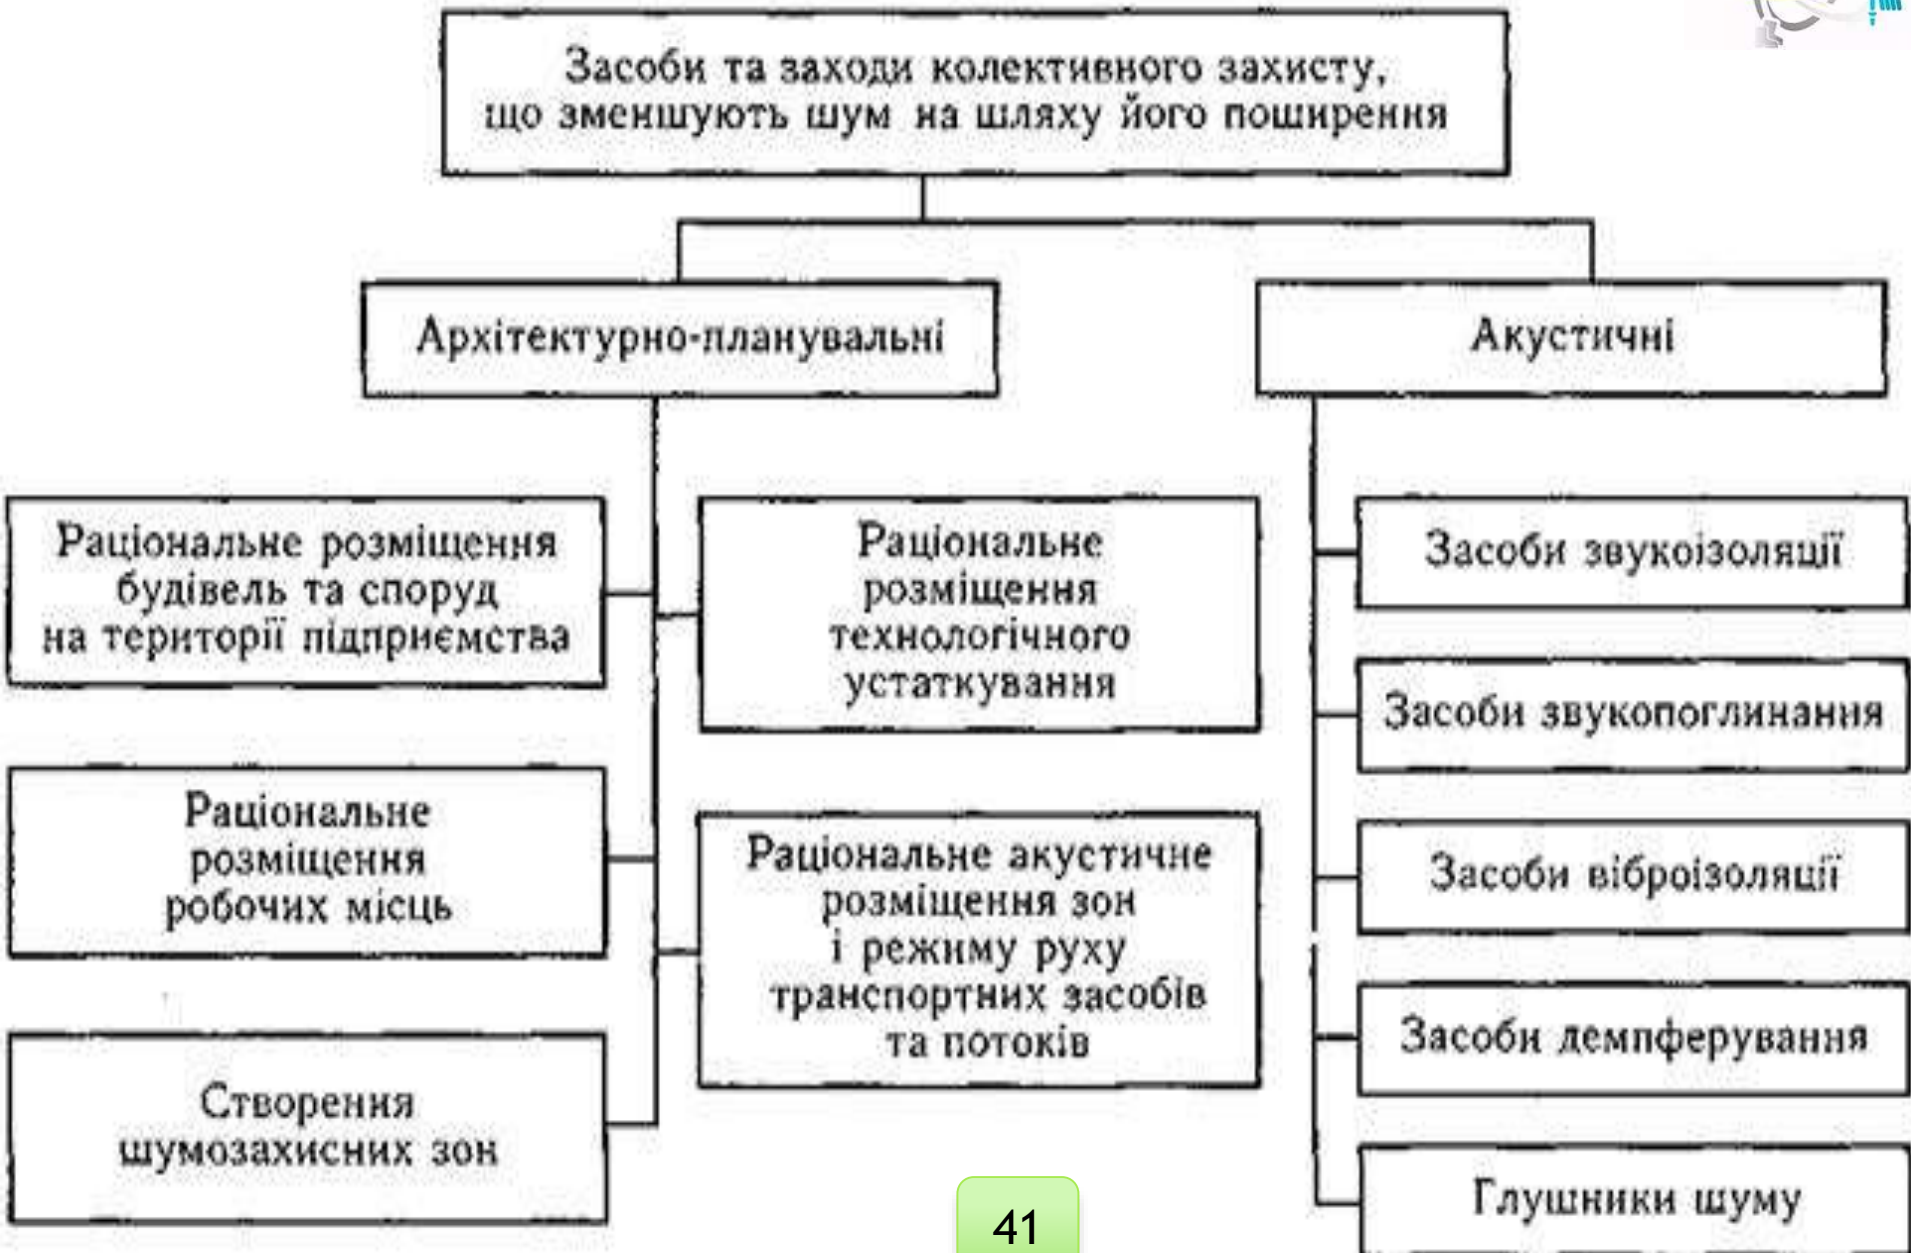 Засоби та заходи колективного захисту,
що зменшують шум на шляху його поширення
Архітектурно-планувальні
Акустичні
Раціональне розміщення
будівель та споруд
на території підприємства
Раціональне
розміщення
робочих місць
Створення
шумозахисних зон
Раціональне
розміщення
технологічного
устаткування
Раціональне акустичне
розміщення зон
і режиму руху
транспортних засобів
та потоків
Засоби звукоізоляції
Засоби звукопоглинання
Засоби віброізоляції
Засоби демпферування
Глушники шуму
41